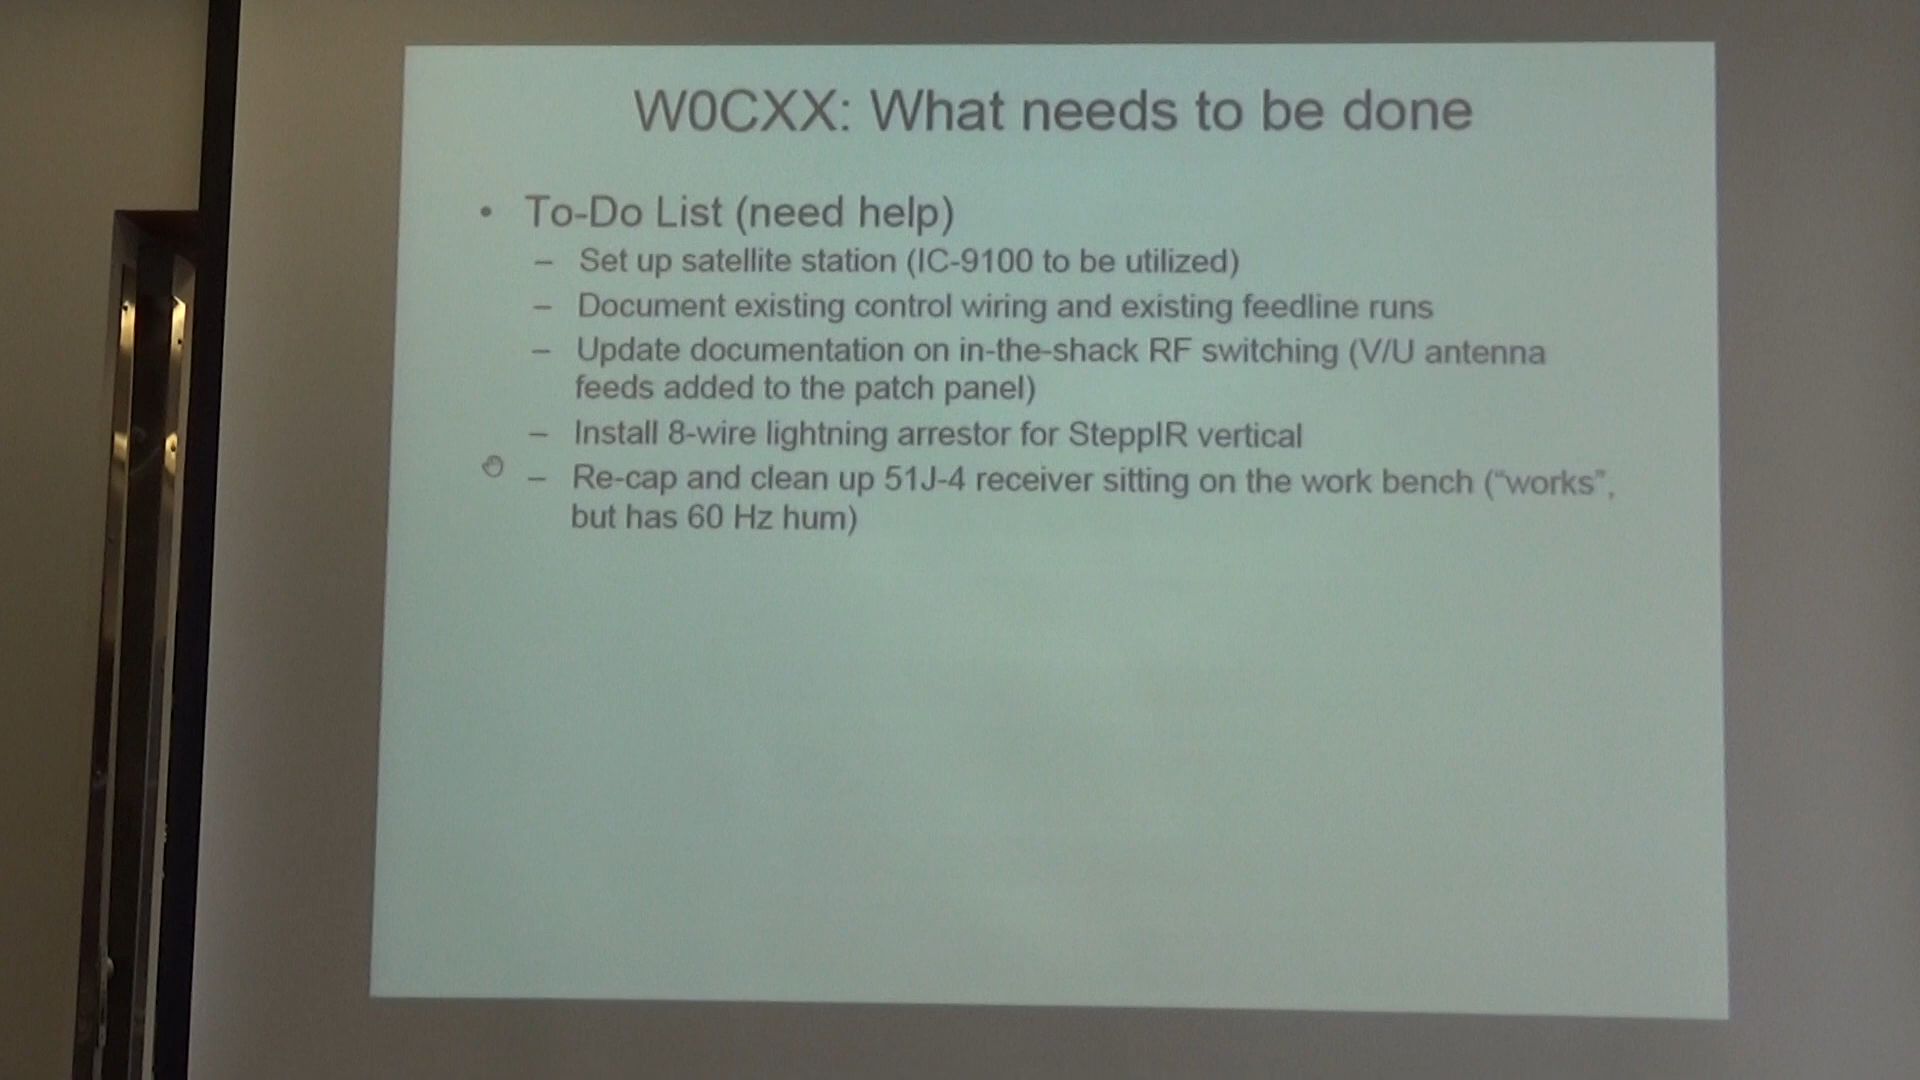 W0CXX: What needs to be done
• To-Do List (need help)
– Set up satellite station (IC-9100 to be utilized)
– Document existing control wiring and existing feedline runs
– Update documentation on in-the-shack RF switching (V/U antenna
feeds added to the patch panel)
– Install 8-wire lightning arrestor for SteppIR vertical
– Re-cap and clean up 51J-4 receiver sitting on the work bench (“works”,
but has 60 Hz hum)